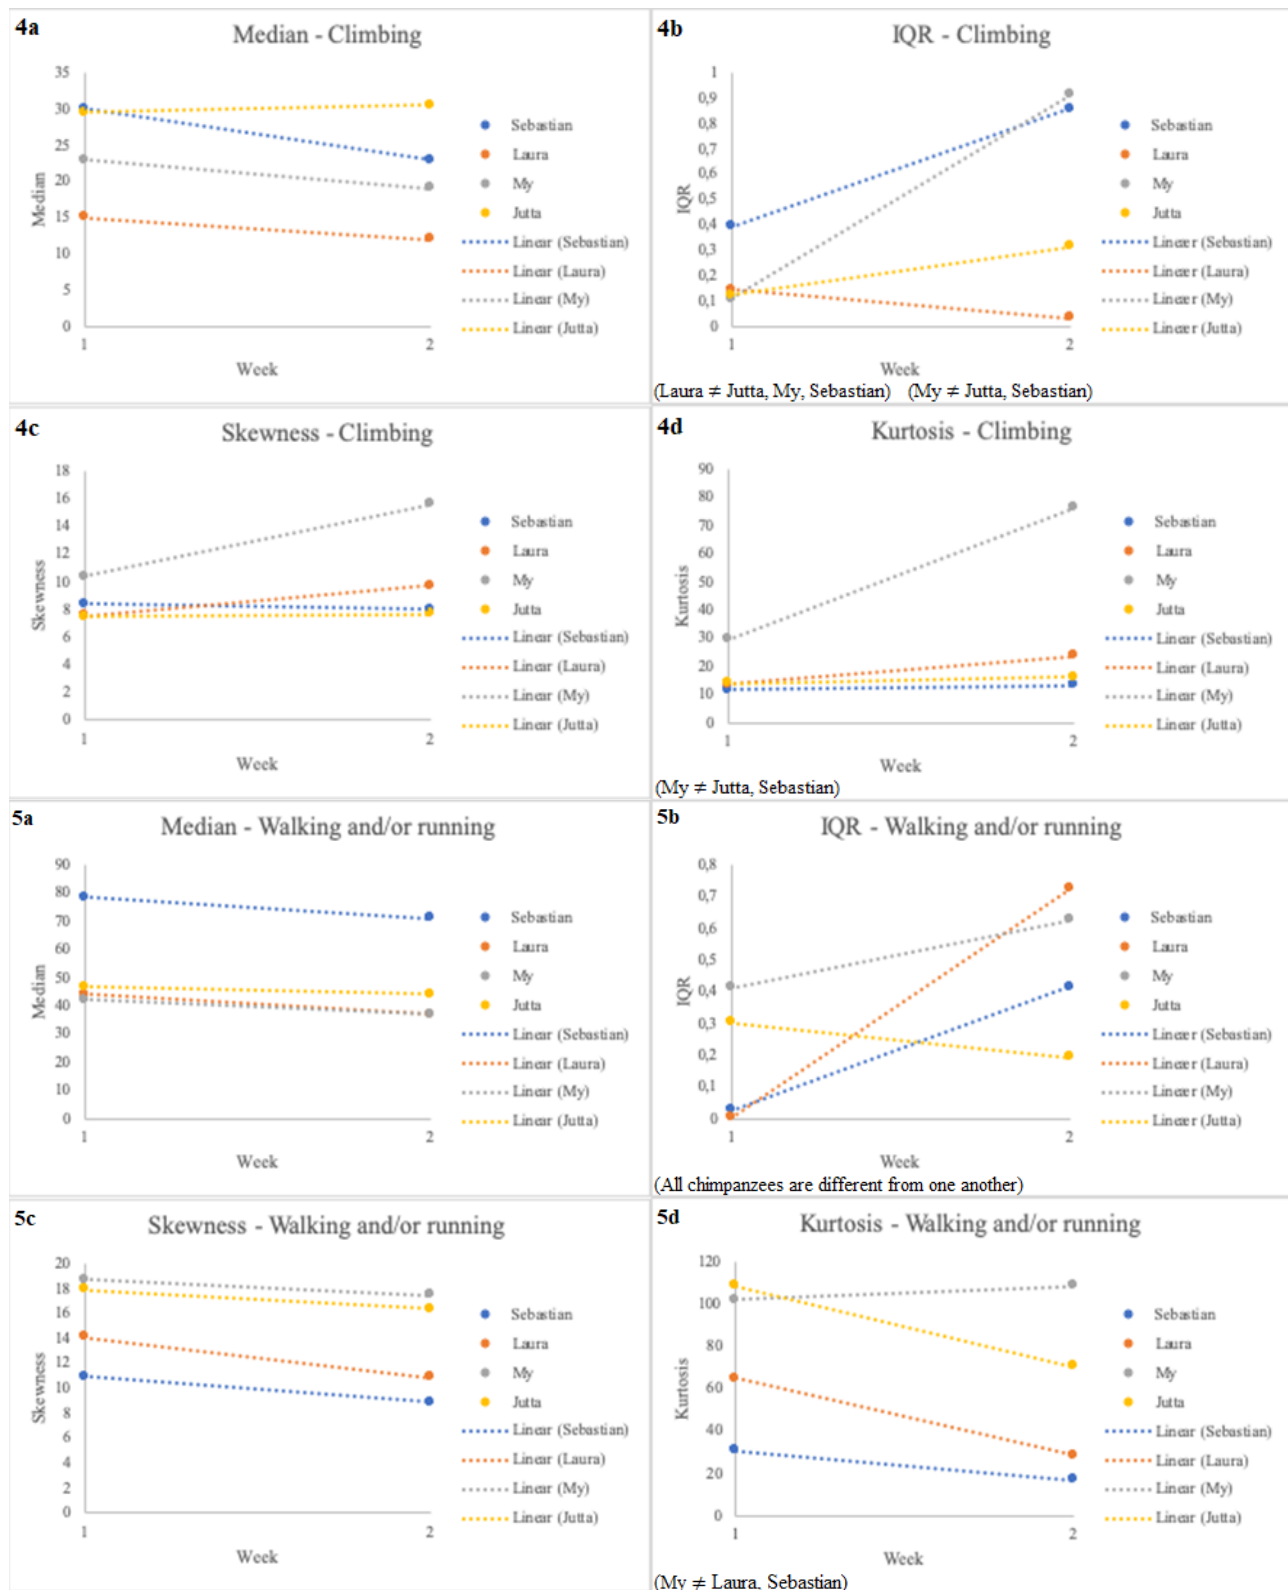 4a
Median - Climbing
35
30
25
20
15
10
5
0
Median
1
2
Week
Sebastian
Laura
My
Jutta
Linear (Sebastian)
Linear (Laura)
Linear (My)
Linear (Jutta)
4b
IQR - Climbing
1
0,9
0,8
0,7
0,6
0,5
0,4
0,3
0,2
0,1
0
IQR
1
2
Week
Sebastian
Laura
My
Jutta
Lineær (Sebastian)
Lineær (Laura)
Lineær (My)
Lineær (Jutta)
(Laura ≠ Jutta, My, Sebastian) (My ≠ Jutta, Sebastian)
4c
Skewness - Climbing
18
16
14
12
10
8
6
4
2
0
Skewness
1
2
Week
Sebastian
Laura
My
Jutta
Linear (Sebastian)
Linear (Laura)
Linear (My)
Linear (Jutta)
4d
Kurtosis - Climbing
90
80
70
60
50
40
30
20
10
0
Kurtosis
1
2
Week
Sebastian
Laura
My
Jutta
Linear (Sebastian)
Linear (Laura)
Linear (My)
Linear (Jutta)
(My ≠ Jutta, Sebastian)
5a
Median - Walking and/or running
90
80
70
60
50
40
30
20
10
0
Median
1
2
Week
Sebastian
Laura
My
Jutta
Linear (Sebastian)
Linear (Laura)
Linear (My)
Linear (Jutta)
5b
IQR - Walking and/or running
0,8
0,7
0,6
0,5
0,4
0,3
0,2
0,1
0
IQR
1
2
Week
Sebastian
Laura
My
Jutta
Lineær (Sebastian)
Lineær (Laura)
Lineær (My)
Lineær (Jutta)
(All chimpanzees are different from one another)
5c
Skewness - Walking and/or running
20
18
16
14
12
10
8
6
4
2
0
Skewness
1
2
Week
Sebastian
Laura
My
Jutta
Linear (Sebastian)
Linear (Laura)
Linear (My)
Linear (Jutta)
5d
Kurtosis - Walking and/or running
120
100
80
60
40
20
0
Kurtosis
1
2
Week
Sebastian
Laura
My
Jutta
Linear (Sebastian)
Linear (Laura)
Linear (My)
Linear (Jutta)
(My ≠ Laura, Sebastian)